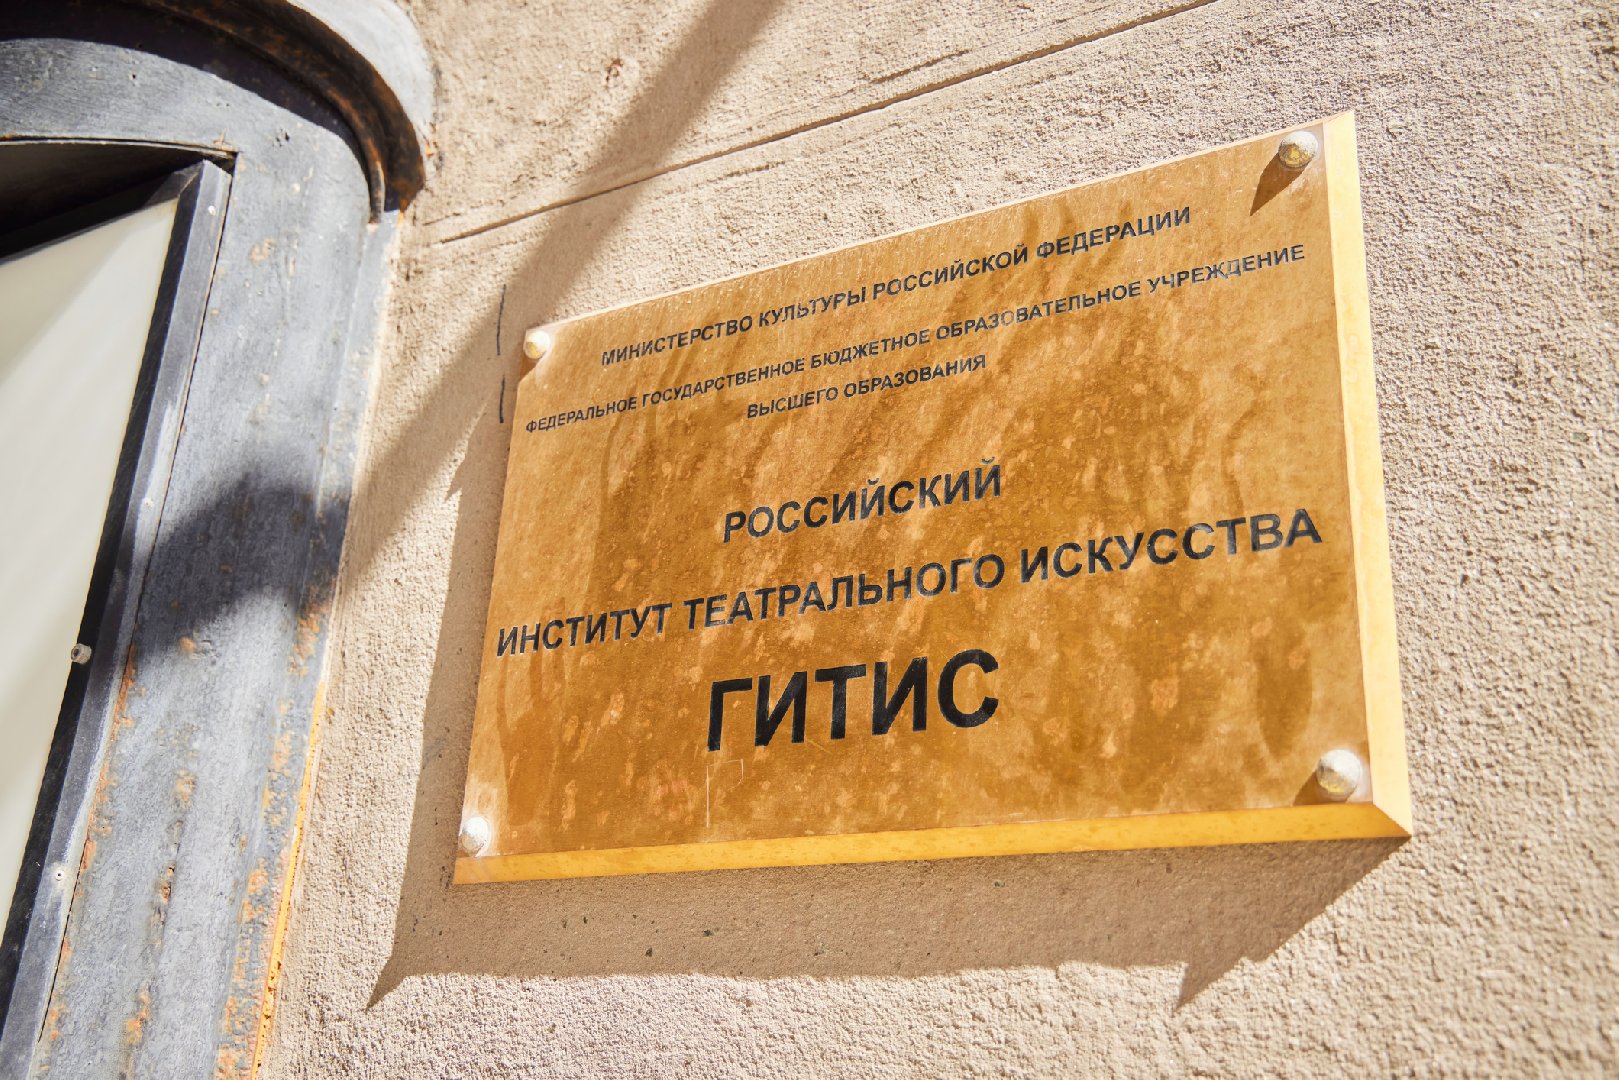 МИНИСТЕРСТВО КУЛЬТУРЫ РОССИЙСКОЙ ФЕДЕРАЦИИ
ФЕДЕРАЛЬНОЕ ГОСУДАРСТВЕННОЕ БЮДЖЕТНОЕ ОБРАЗОВАТЕЛЬНОЕ УЧРЕЖДЕНИЕ
ВЫСШЕГО ОБРАЗОВАНИЯ
РОССИЙСКИЙ
ИНСТИТУТ ТЕАТРАЛЬНОГО ИСКУССТВА
ГИТИС